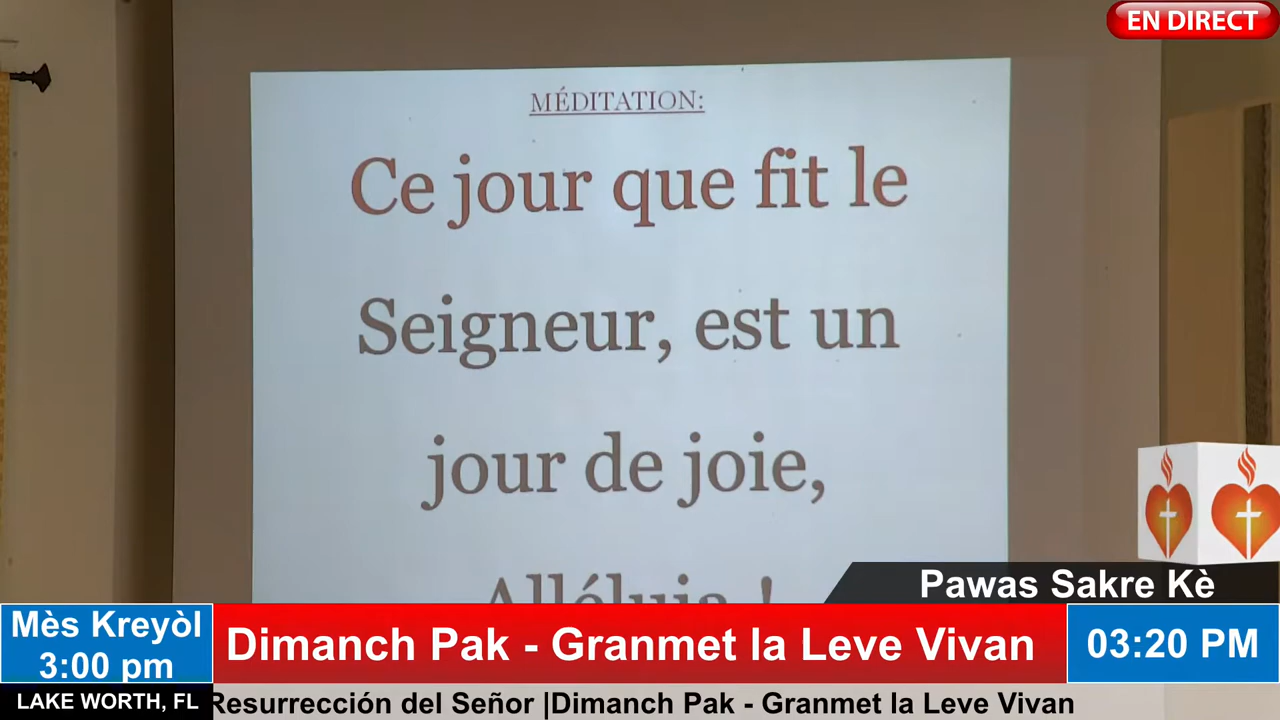 EN DIRECT
MÉDITATION:
Ce jour que fit le
Seigneur, est un
jour de joie,
Alléluia !
Pawas Sakre Kè
Mès Kreyòl
3:00 pm
Dimanch Pak - Granmet la Leve Vivan
03:20 PM
LAKE WORTH, FL
Resurrección del Señor |Dimanch Pak - Granmet la Leve Vivan